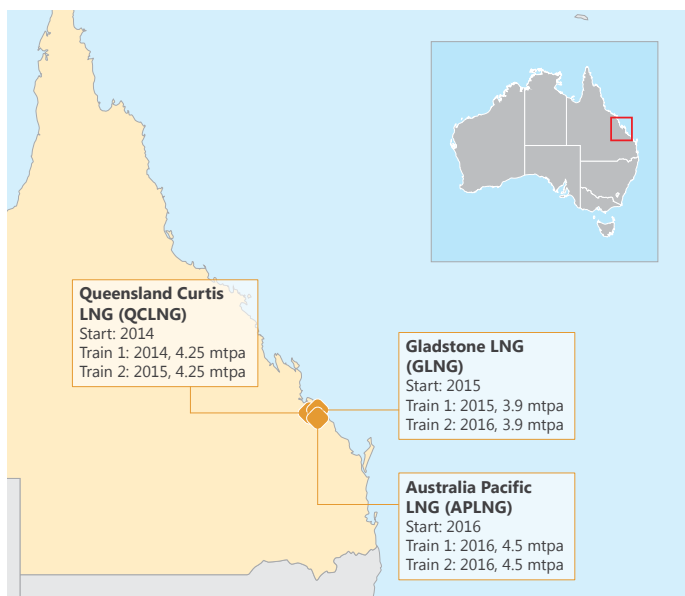 Queensland Curtis
LNG (QCLNG)
Start: 2014
Train 1: 2014, 4.25 mtpa
Train 2: 2015, 4.25 mtpa
Gladstone LNG
(GLNG)
Start: 2015
Train 1: 2015, 3.9 mtpa
Train 2: 2016, 3.9 mtpa
Australia Pacific
LNG (APLNG)
Start: 2016
Train 1: 2016, 4.5 mtpa
Train 2: 2016, 4.5 mtpa